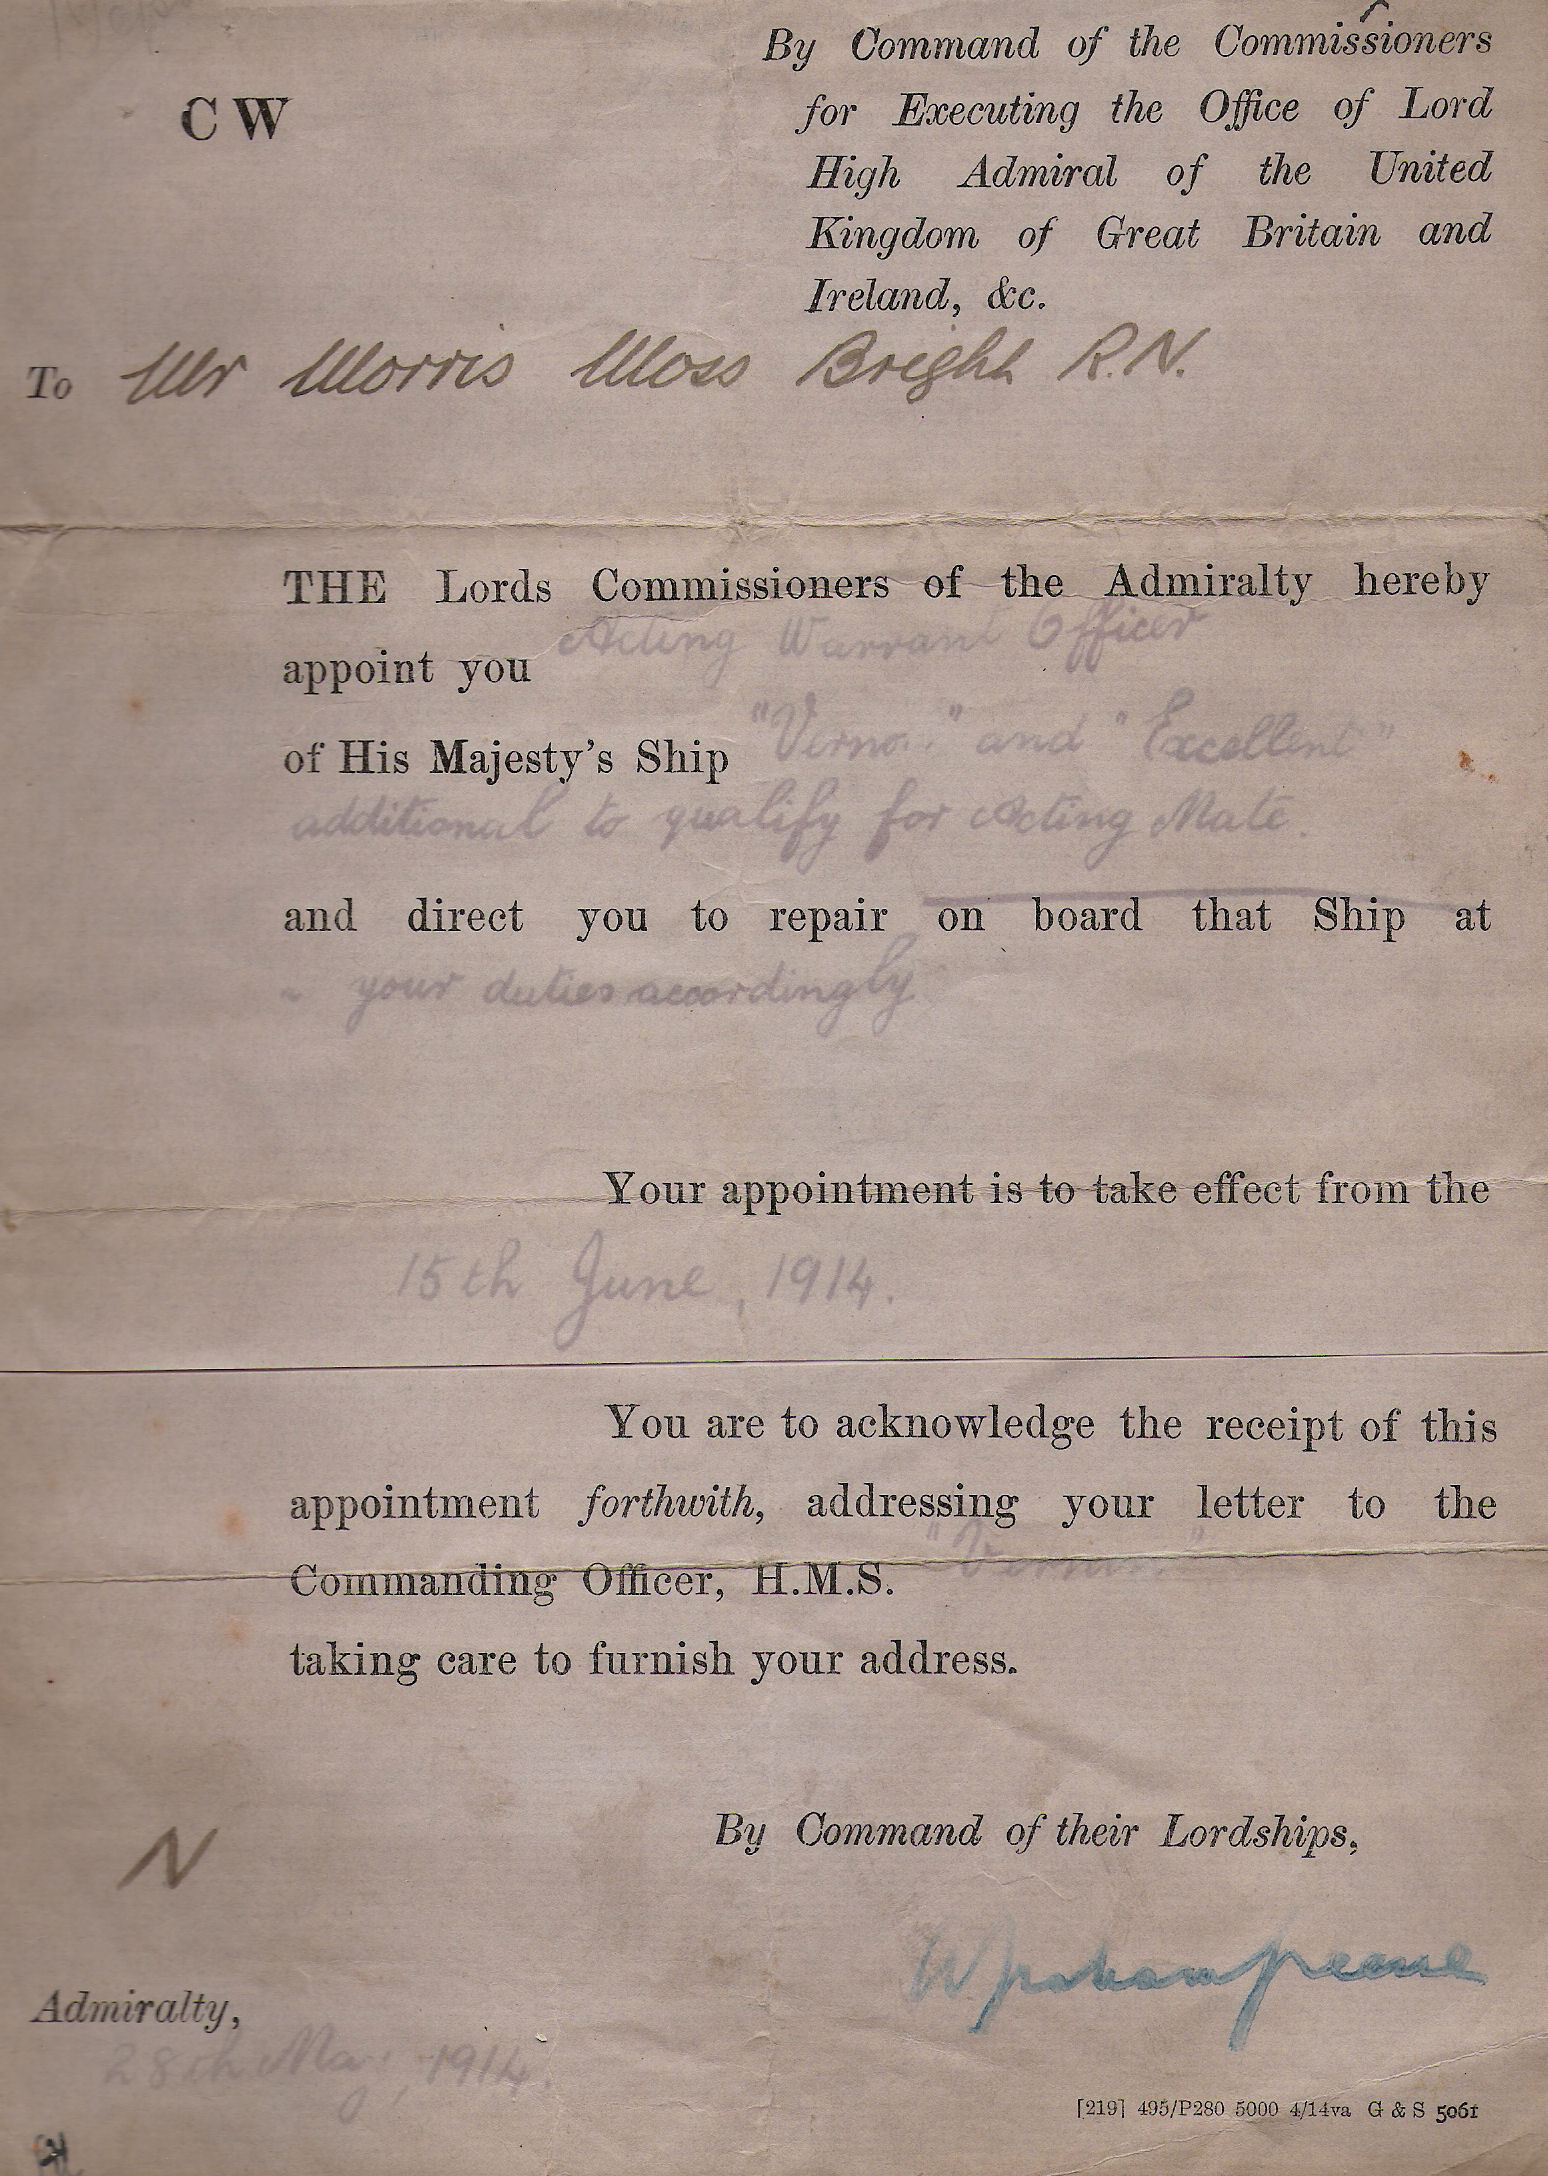 C W
By Command of the Commissioners
for Executing the Office of Lord
High Admiral of the United
Kingdom of Great Britain and
Ireland, &c.
To Mr Morris Moss Bright R.N.
THE Lords Commissioners of the Admiralty hereby
Acting Warrant Officer
appoint you
of His Majesty's Ship "Vernon" and "Excellent"
additional to qualify for Acting Mate.
and direct you to repair on board that Ship at
your duties accordingly
Your appointment is to take effect from the
15th June, 1914.
You are to acknowledge the receipt of this
appointment forthwith, addressing your letter to the
Commanding Officer, H.M.S. "Vernon"
taking care to furnish your address.
By Command of their Lordships,
N
W Graham Greene
Admiralty,
28th May, 1914.
[219] 495/P280 5000 4/14va G & S 5061